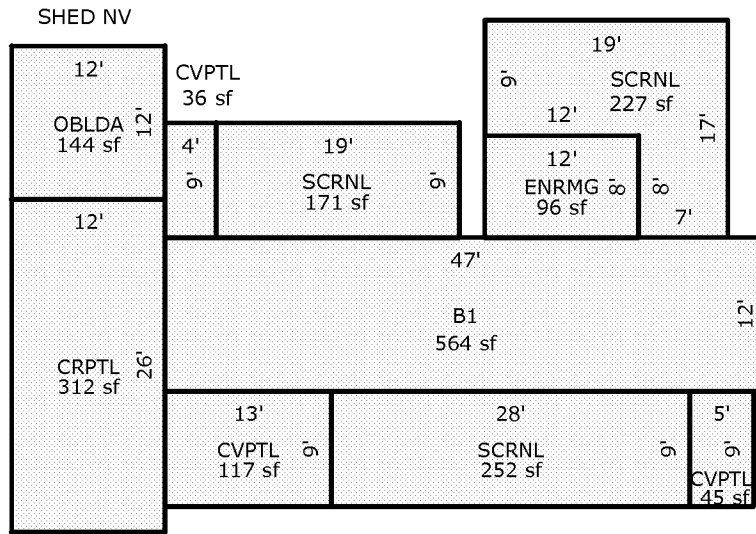 SHED NV
12'
OBLDA
144 sf
12'
CVPTL
36 sf
4'
9'
19'
SCRNL
171 sf
9'
19'
9'
SCRNL
227 sf
17'
12'
12'
ENRMG
96 sf
8'
8'
7'
12'
CRPTL
312 sf
26'
47'
B1
564 sf
12'
13'
CVPTL
117 sf
9'
28'
SCRNL
252 sf
9'
5'
9'
CVPTL
45 sf